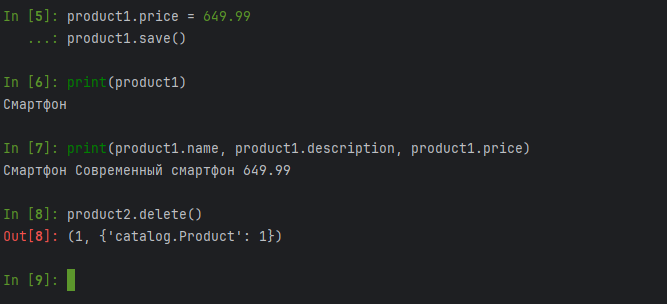 In [5]: product1.price = 649.99
   ...: product1.save()
In [6]: print(product1)
Смартфон
In [7]: print(product1.name, product1.description, product1.price)
Смартфон Современный смартфон 649.99
In [8]: product2.delete()
Out[8]: (1, {'catalog.Product': 1})
In [9]: